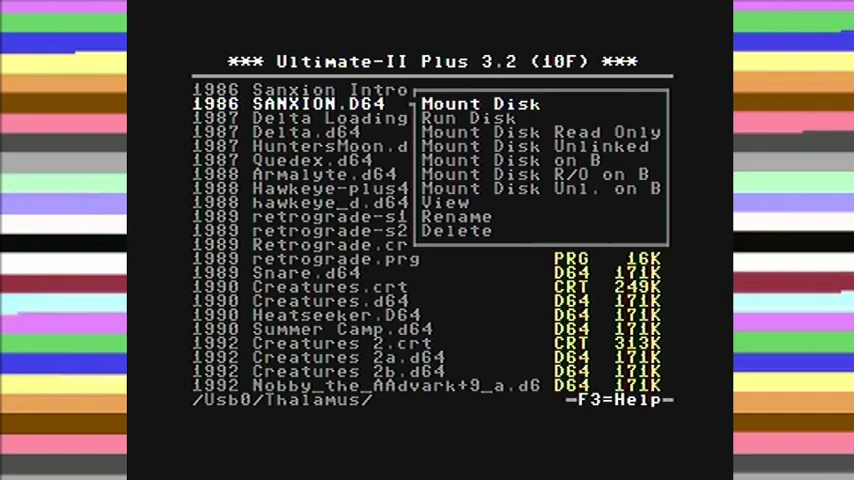 *** Ultimate-II Plus 3.2 (10F) ***
1986 Sanxion Intro
1986 SANXION.D64 Mount Disk
1987 Delta Loading Run Disk
1987 Delta.d64 Mount Disk Read Only
1987 HuntersMoon.d Mount Disk Unlinked
1987 Quedex.d64 Mount Disk on B
1988 Armalyte.d64 Mount Disk R/O on B
1988 Hawkeye-plus4 Mount Disk Unl. on B
1988 hawkeye_d.d64 View
1989 retrograde-s1 Rename
1989 retrograde-s2 Delete
1989 Retrograde.cr
1989 retrograde.prg PRG 16K
1989 Snare.d64 D64 171K
1990 Creatures.crt CRT 249K
1990 Creatures.d64 D64 171K
1990 Heatseeker.D64 D64 171K
1990 Summer Camp.d64 D64 171K
1992 Creatures 2.crt CRT 313K
1992 Creatures 2a.d64 D64 171K
1992 Creatures 2b.d64 D64 171K
1992 Nobby_the_AAdvark+9_a.d6 D64 171K
/Usb0/Thalamus/ F3=Help